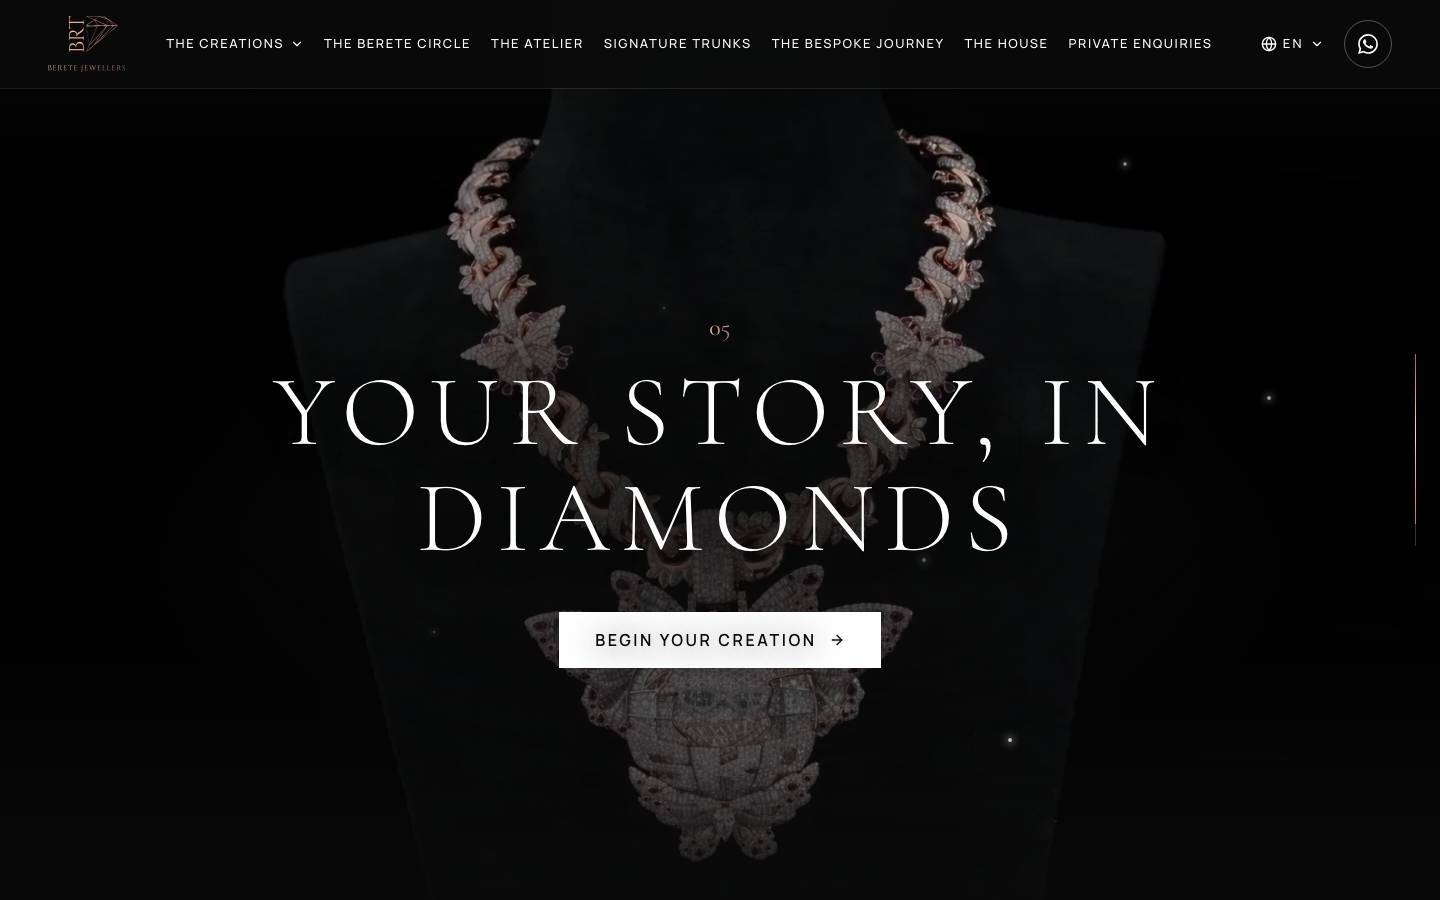 BRT
BERETE JEWELLERS
THE CREATIONS
THE BERETE CIRCLE
THE ATELIER
SIGNATURE TRUNKS
THE BESPOKE JOURNEY
THE HOUSE
PRIVATE ENQUIRIES
EN
05
YOUR STORY, IN
DIAMONDS
BEGIN YOUR CREATION